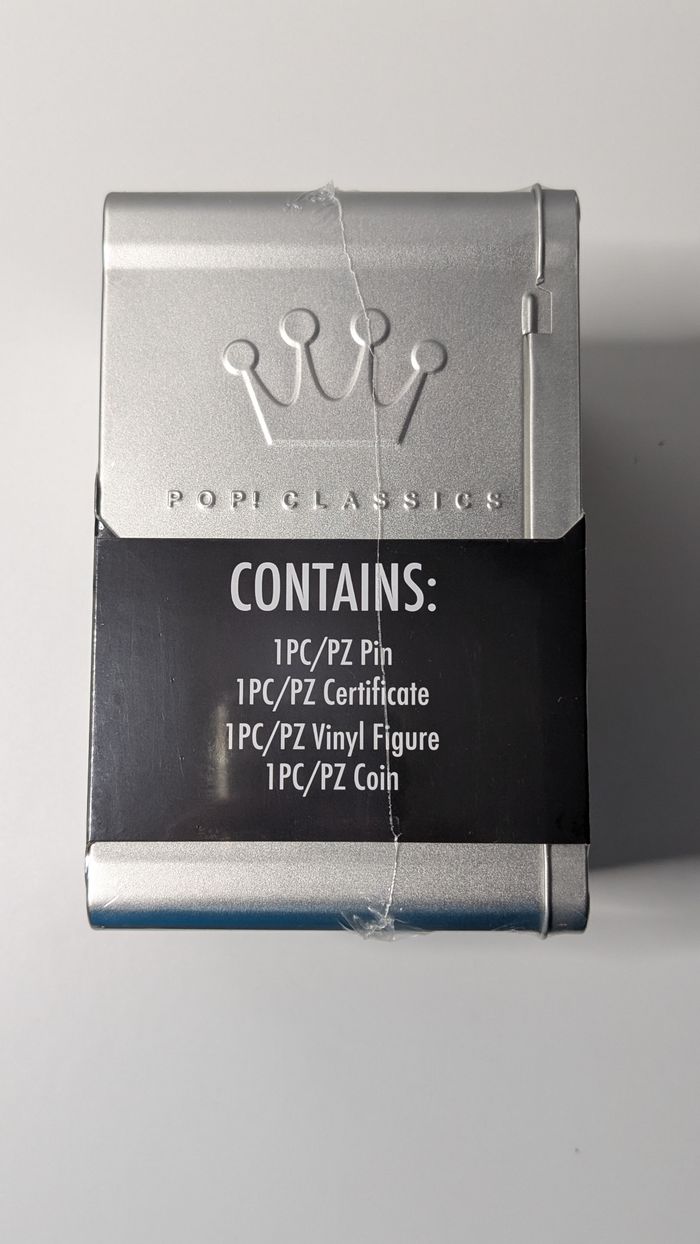 POP! CLASSICS
CONTAINS:
1PC/PZ Pin
1PC/PZ Certificate
1PC/PZ Vinyl Figure
1PC/PZ Coin